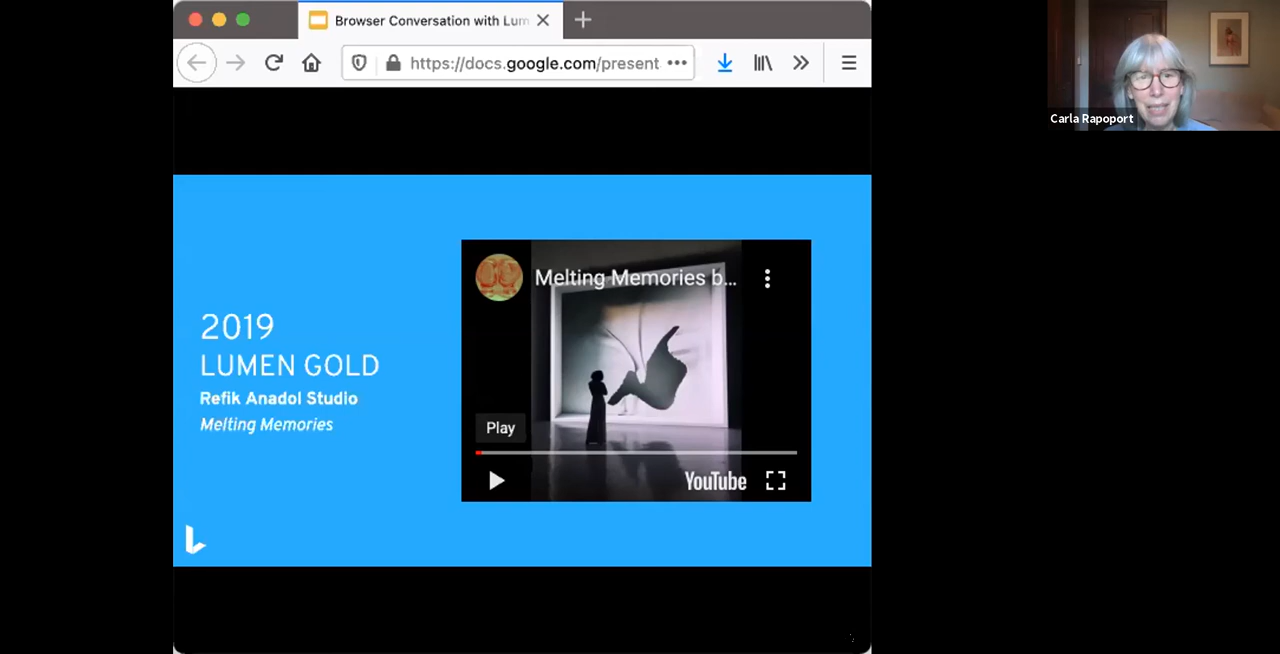 Browser Conversation with Lum
https://docs.google.com/present
Carla Rapoport
Melting Memories b...
2019
LUMEN GOLD
Refik Anadol Studio
Melting Memories
Play
YouTube